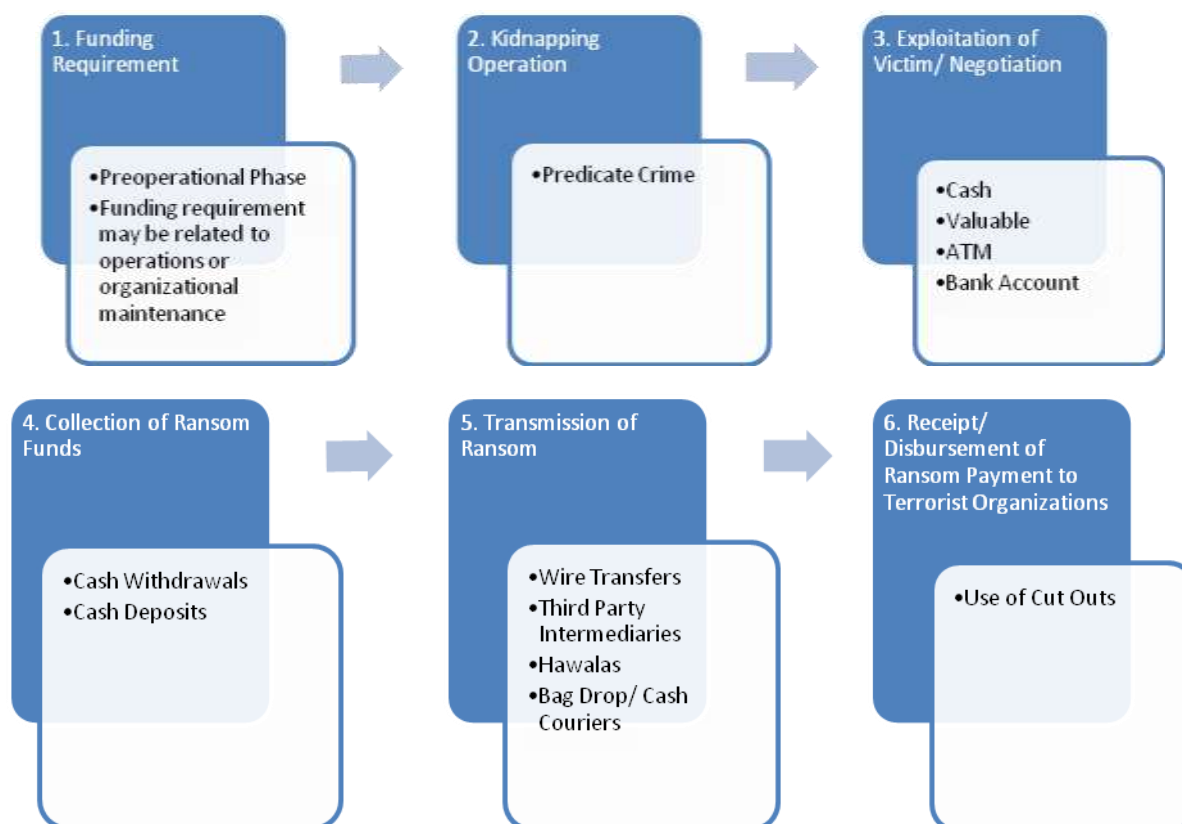 1. Funding
Requirement
•Preoperational Phase
•Funding requirement
may be related to
operations or
organizational
maintenance
2. Kidnapping
Operation
•Predicate Crime
3. Exploitation of
Victim/ Negotiation
•Cash
•Valuable
•ATM
•Bank Account
4. Collection of Ransom
Funds
•Cash Withdrawals
•Cash Deposits
5. Transmission of
Ransom
•Wire Transfers
•Third Party
Intermediaries
•Hawalas
•Bag Drop/ Cash
Couriers
6. Receipt/
Disbursement of
Ransom Payment to
Terrorist Organizations
•Use of Cut Outs